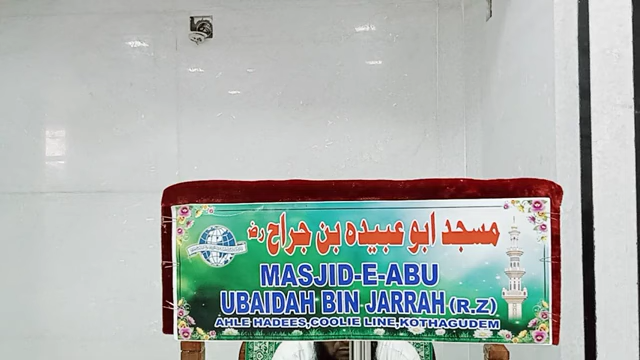 مسجد ابو عبیدہ بن جراح رضؓ
MASJID-E-ABU
UBAIDAH BIN JARRAH (R.Z)
AHLE HADEES,COOLIE LINE,KOTHAGUDEM